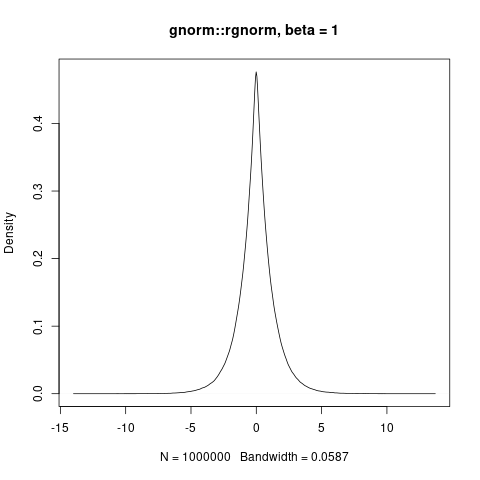 gnorm::rgnorm, beta = 1
Density
0.4
0.3
0.2
0.1
0.0
-15 -10 -5 0 5 10
N = 1000000 Bandwidth = 0.0587